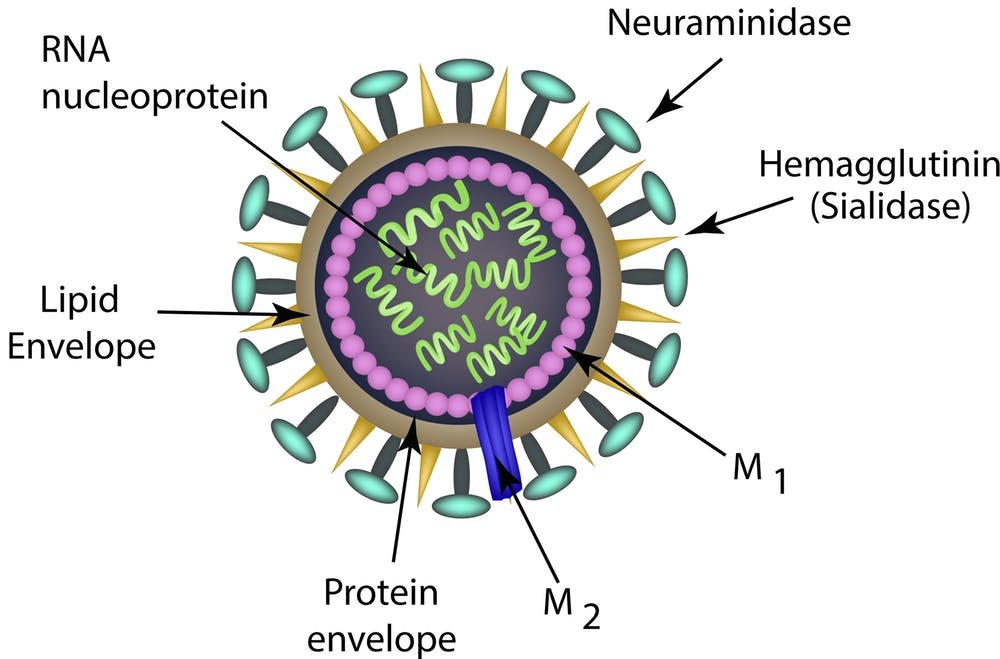 RNA
nucleoprotein
Neuraminidase
Hemagglutinin
(Sialidase)
Lipid
Envelope
M 1
Protein
envelope
M 2